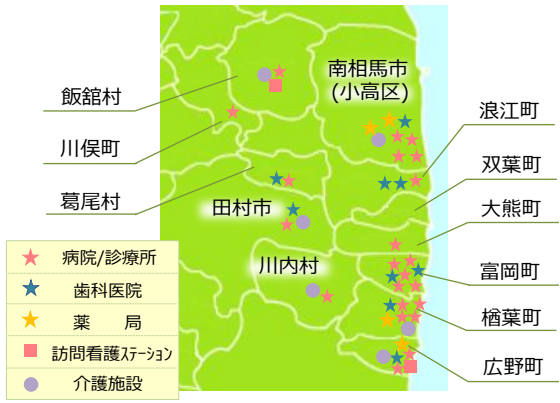 飯舘村
川俣町
葛尾村
田村市
川内村
南相馬市
(小高区)
浪江町
双葉町
大熊町
富岡町
楢葉町
広野町
病院/診療所
歯科医院
薬　局
訪問看護ｽﾃｰｼｮﾝ
介護施設